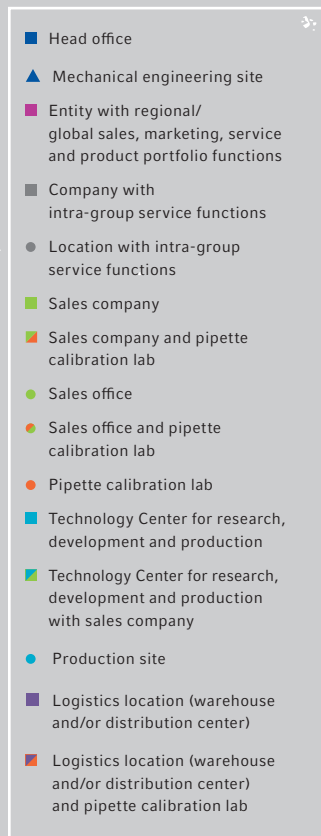 Head office
Mechanical engineering site
Entity with regional/
global sales, marketing, service
and product portfolio functions
Company with
intra-group service functions
Location with intra-group
service functions
Sales company
Sales company and pipette
calibration lab
Sales office
Sales office and pipette
calibration lab
Pipette calibration lab
Technology Center for research,
development and production
Technology Center for research,
development and production
with sales company
Production site
Logistics location (warehouse
and/or distribution center)
Logistics location (warehouse
and/or distribution center)
and pipette calibration lab